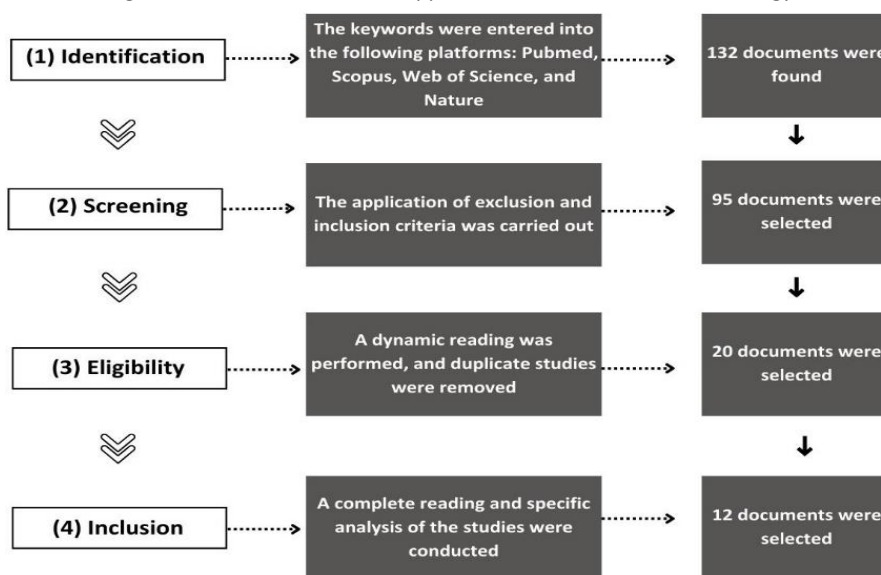 (1) Identification
The keywords were entered into
the following platforms: Pubmed,
Scopus, Web of Science, and
Nature
132 documents were
found
(2) Screening
The application of exclusion and
inclusion criteria was carried out
95 documents were
selected
(3) Eligibility
A dynamic reading was
performed, and duplicate studies
were removed
20 documents were
selected
(4) Inclusion
A complete reading and specific
analysis of the studies were
conducted
12 documents were
selected